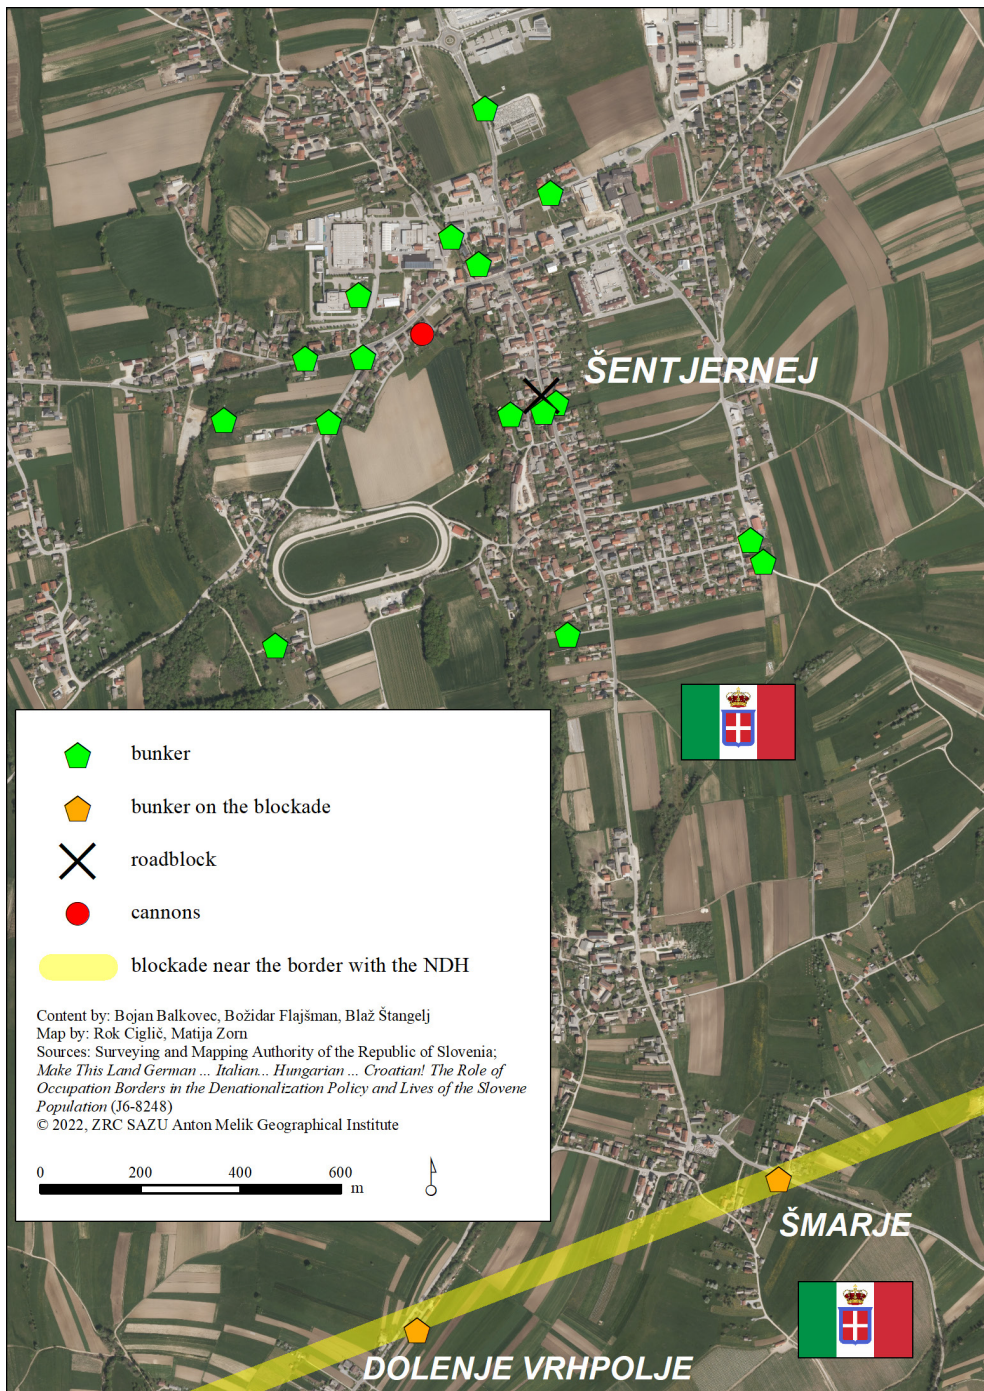 ŠENTJERNEJ
bunker
bunker on the blockade
roadblock
cannons
blockade near the border with the NDH
Content by: Bojan Balkovec, Božidar Flajšman, Blaž Štangelj
Map by: Rok Ciglič, Matija Zorn
Sources: Surveying and Mapping Authority of the Republic of Slovenia;
Make This Land German ... Italian... Hungarian ... Croatian! The Role of
Occupation Borders in the Denationalization Policy and Lives of the Slovene
Population (J6-8248)
© 2022, ZRC SAZU Anton Melik Geographical Institute
0 200 400 600
m
ŠMARJE
DOLENJE VRHPOLJE